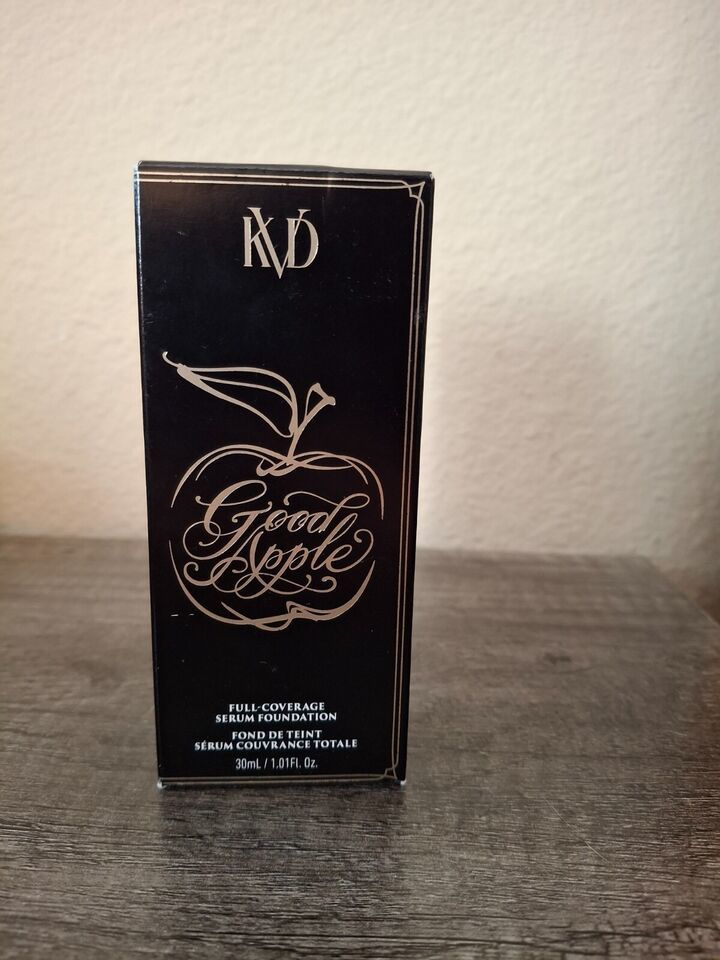 KVD
Good
Apple
FULL-COVERAGE
SERUM FOUNDATION
FOND DE TEINT
SÉRUM COUVRANCE TOTALE
30mL / 1.01Fl. Oz.